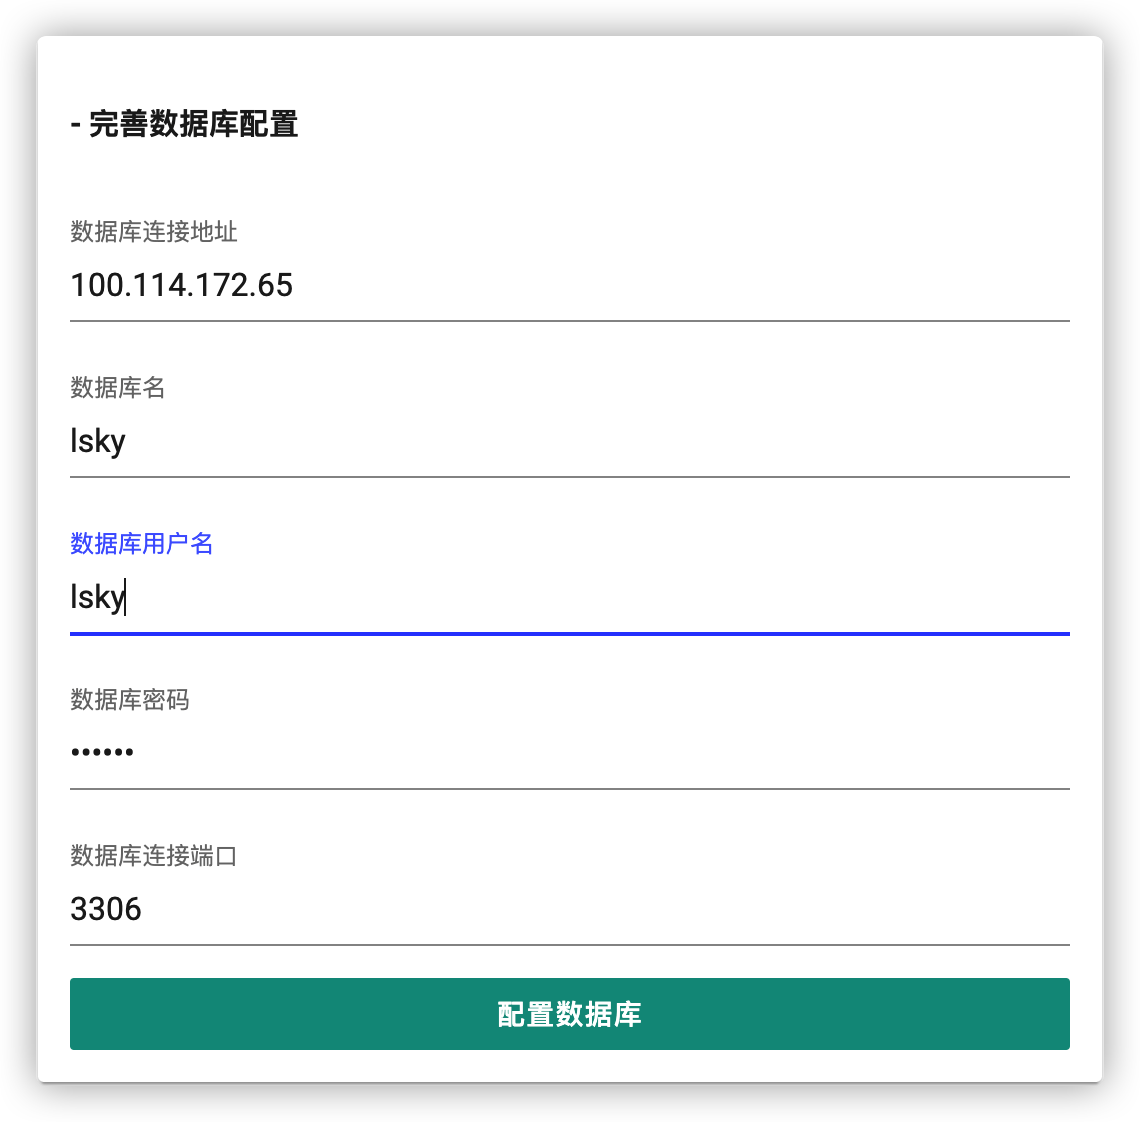 - 完善数据库配置
数据库连接地址
100.114.172.65
数据库名
lsky
数据库用户名
lsky
数据库密码
••••••
数据库连接端口
3306
配置数据库